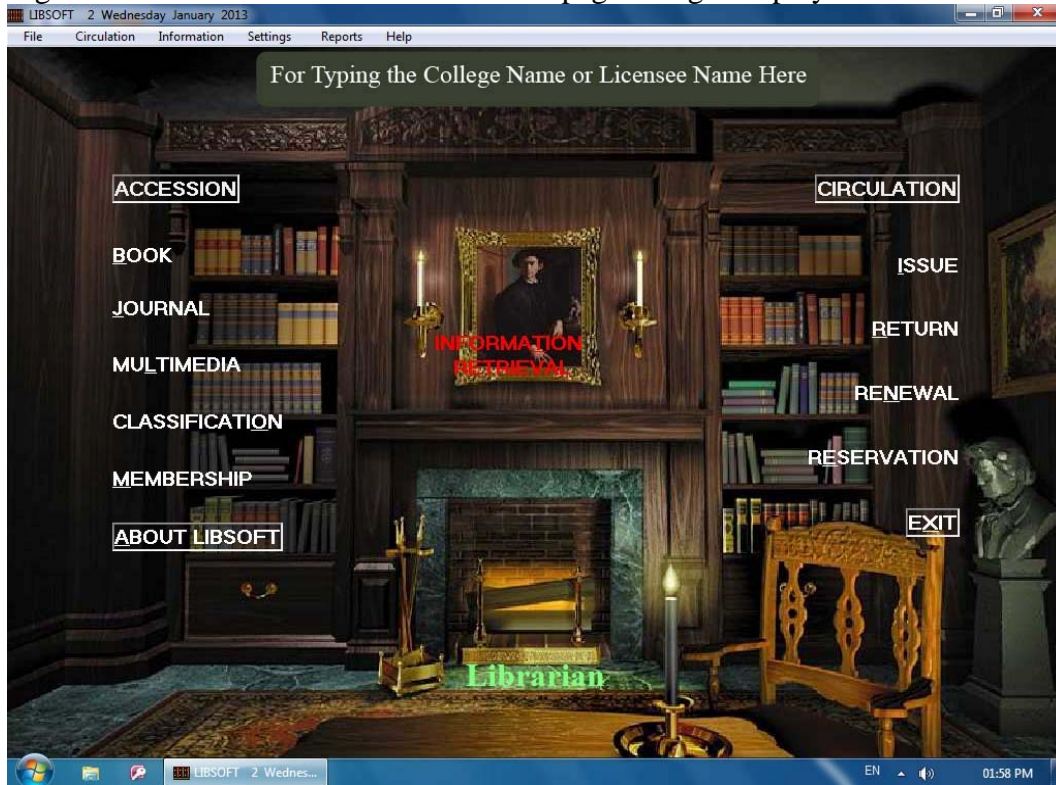 LIBSOFT 2 Wednesday January 2013
File Circulation Information Settings Reports Help
For Typing the College Name or Licensee Name Here
ACCESSION
BOOK
JOURNAL
MULTIMEDIA
CLASSIFICATION
MEMBERSHIP
ABOUT LIBSOFT
INFORMATION
RETRIEVAL
CIRCULATION
ISSUE
RETURN
RENEWAL
RESERVATION
EXIT
Librarian
LIBSOFT 2 Wednes...
EN
01:58 PM